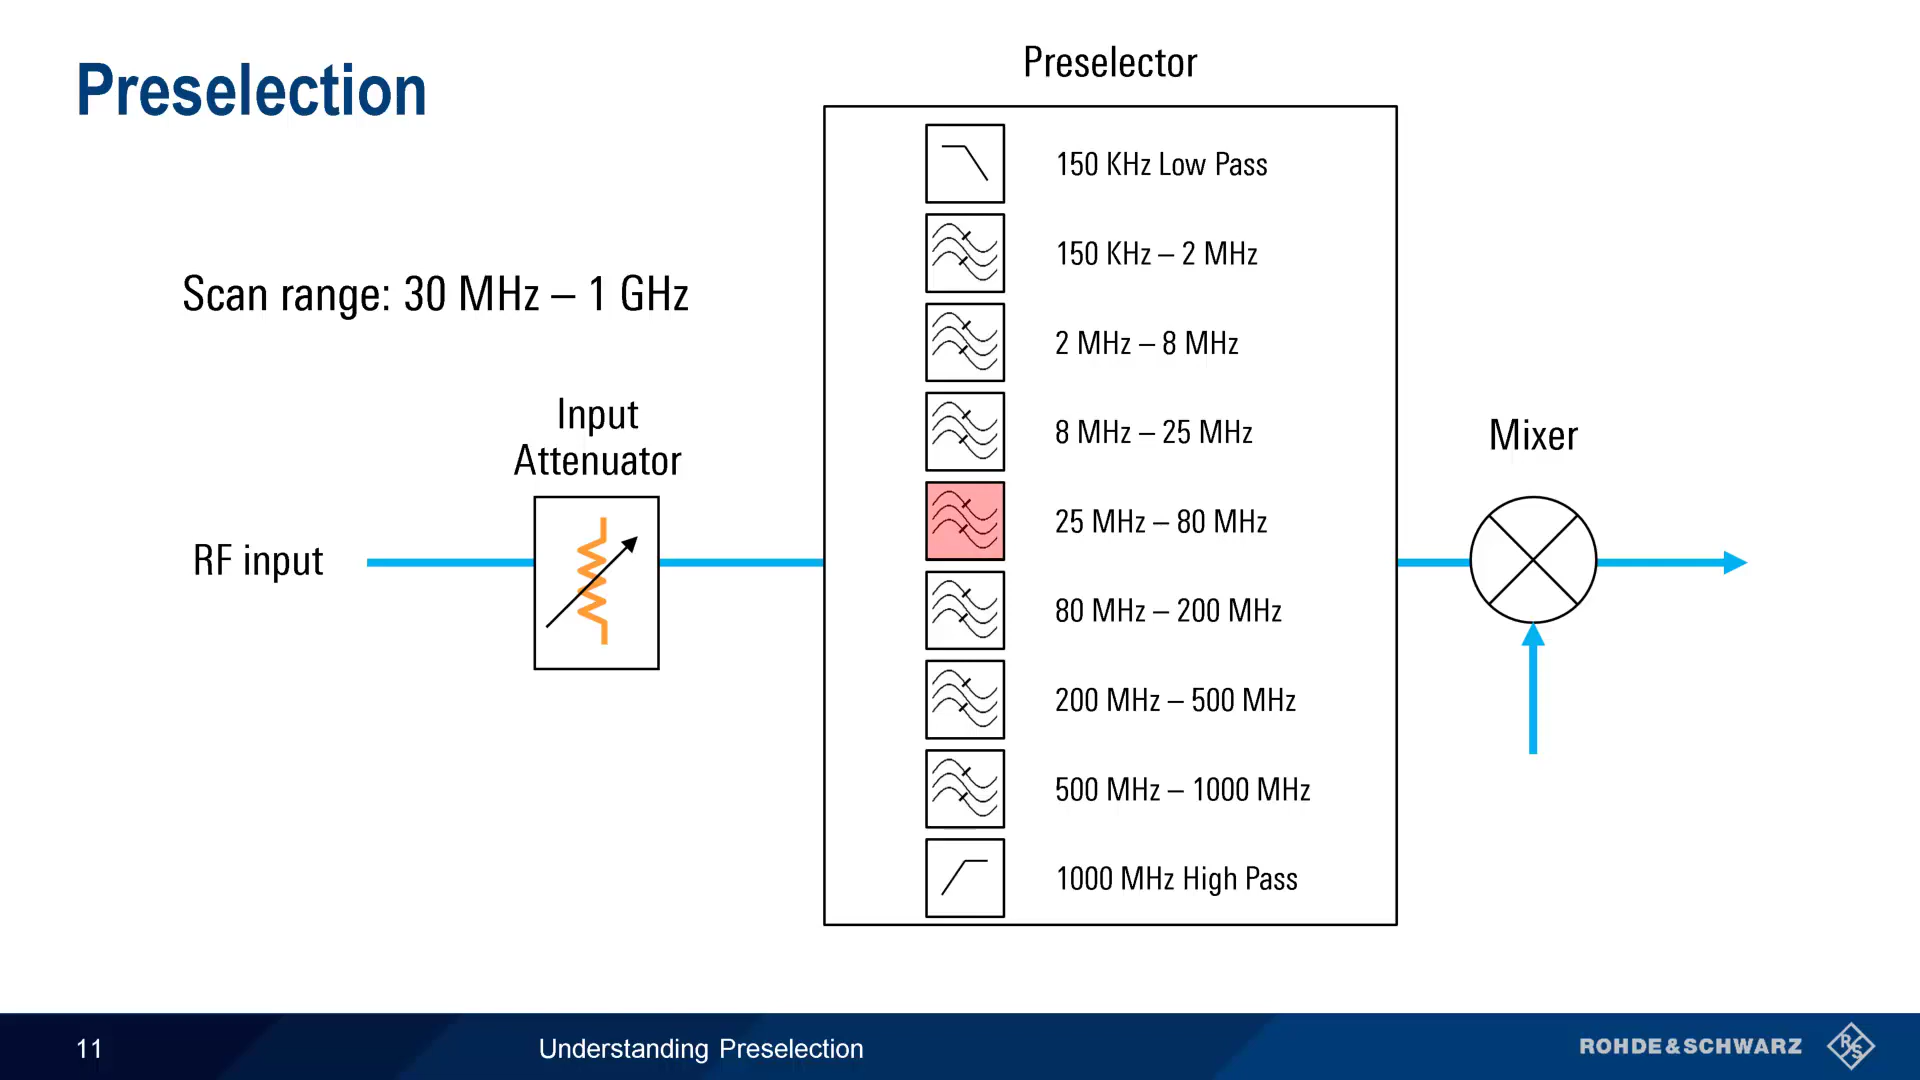 Preselection
Preselector
Scan range: 30 MHz – 1 GHz
150 KHz Low Pass
150 KHz – 2 MHz
2 MHz – 8 MHz
8 MHz – 25 MHz
25 MHz – 80 MHz
80 MHz – 200 MHz
200 MHz – 500 MHz
500 MHz – 1000 MHz
1000 MHz High Pass
Input
Attenuator
RF input
Mixer
11
Understanding Preselection
ROHDE & SCHWARZ
R
S